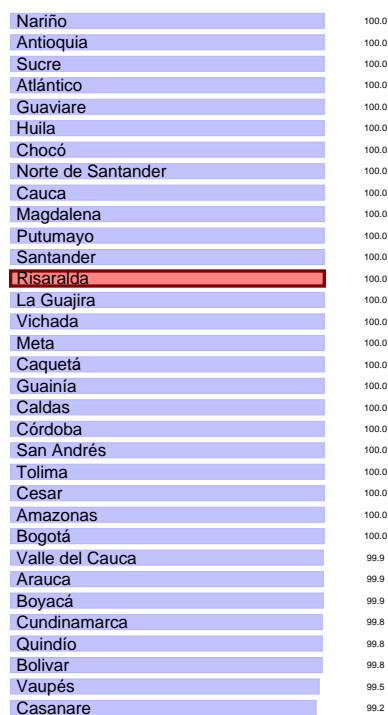 Nariño 100.0
Antioquia 100.0
Sucre 100.0
Atlántico 100.0
Guaviare 100.0
Huila 100.0
Chocó 100.0
Norte de Santander 100.0
Cauca 100.0
Magdalena 100.0
Putumayo 100.0
Santander 100.0
Risaralda 100.0
La Guajira 100.0
Vichada 100.0
Meta 100.0
Caquetá 100.0
Guainía 100.0
Caldas 100.0
Córdoba 100.0
San Andrés 100.0
Tolima 100.0
Cesar 100.0
Amazonas 100.0
Bogotá 100.0
Valle del Cauca 99.9
Arauca 99.9
Boyacá 99.9
Cundinamarca 99.8
Quindío 99.8
Bolivar 99.8
Vaupés 99.5
Casanare 99.2